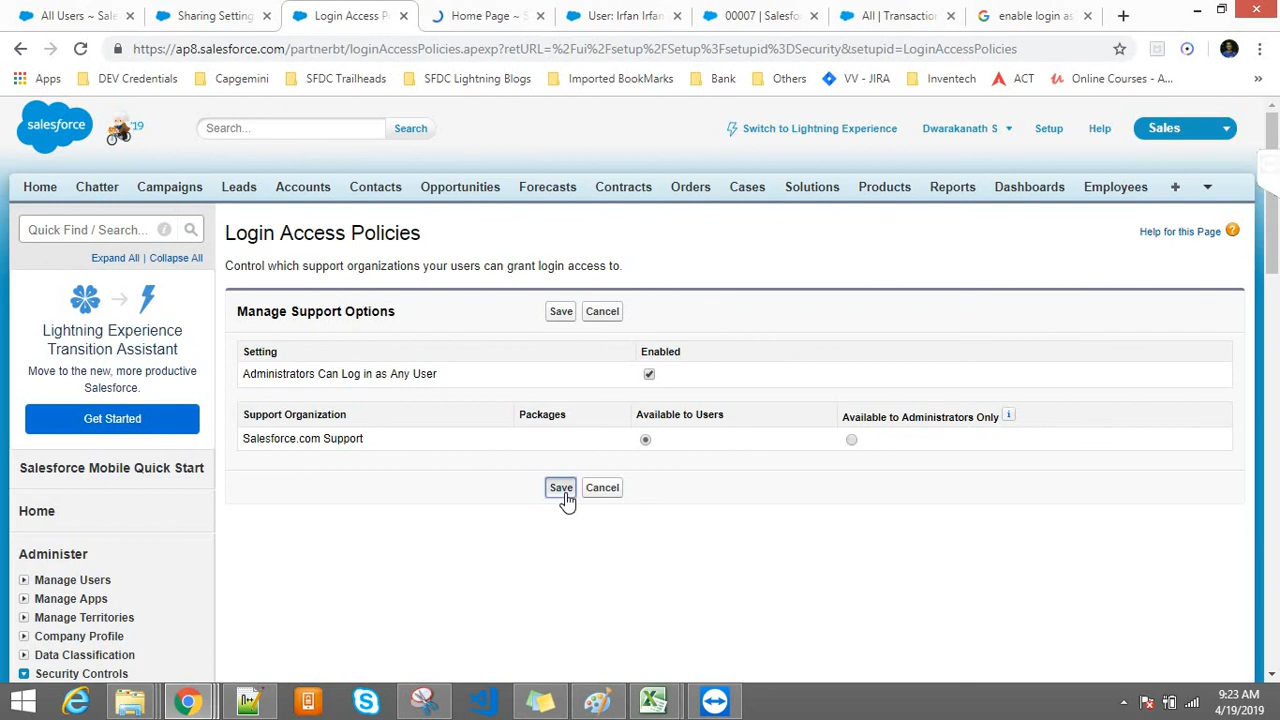 All Users ~ Sale
Sharing Setting
Login Access P
Home Page ~ S
User: Irfan Irfan
00007 | Salesfo
All | Transactio
enable login as
https://ap8.salesforce.com/partnerbt/loginAccessPolicies.apexp?retURL=%2Fui%2Fsetup%2FSetup%3Fsetupid%3DSecurity&setupid=LoginAccessPolicies
Apps
DEV Credentials
Capgemini
SFDC Trailheads
SFDC Lightning Blogs
Imported BookMarks
Bank
Others
VV - JIRA
Inventech
ACT
Online Courses - A...
»
salesforce
'19
Search...
Search
Switch to Lightning Experience
Dwarakanath S
Setup
Help
Sales
Home
Chatter
Campaigns
Leads
Accounts
Contacts
Opportunities
Forecasts
Contracts
Orders
Cases
Solutions
Products
Reports
Dashboards
Employees
+
Quick Find / Search...
Expand All | Collapse All
Lightning Experience
Transition Assistant
Move to the new, more productive
Salesforce.
Get Started
Salesforce Mobile Quick Start
Home
Administer
Manage Users
Manage Apps
Manage Territories
Company Profile
Data Classification
Security Controls
Login Access Policies
Help for this Page
Control which support organizations your users can grant login access to.
Manage Support Options
Save
Cancel
Setting
Enabled
Administrators Can Log in as Any User
Support Organization
Packages
Available to Users
Available to Administrators Only
Salesforce.com Support
Save
Cancel
9:23 AM
4/19/2019